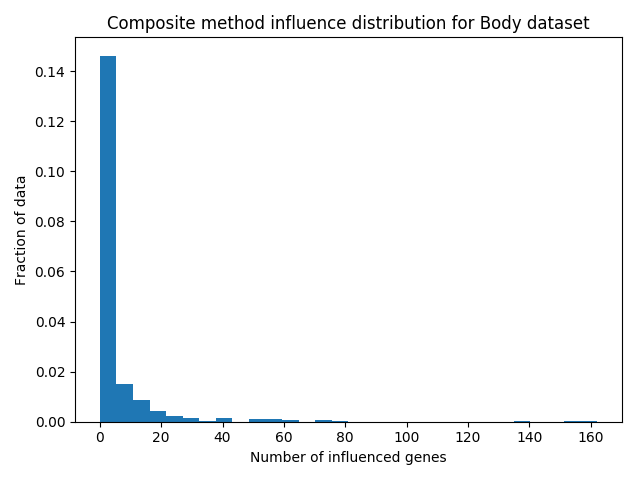 Composite method influence distribution for Body dataset
Fraction of data
0.14
0.12
0.10
0.08
0.06
0.04
0.02
0.00
0 20 40 60 80 100 120 140 160
Number of influenced genes